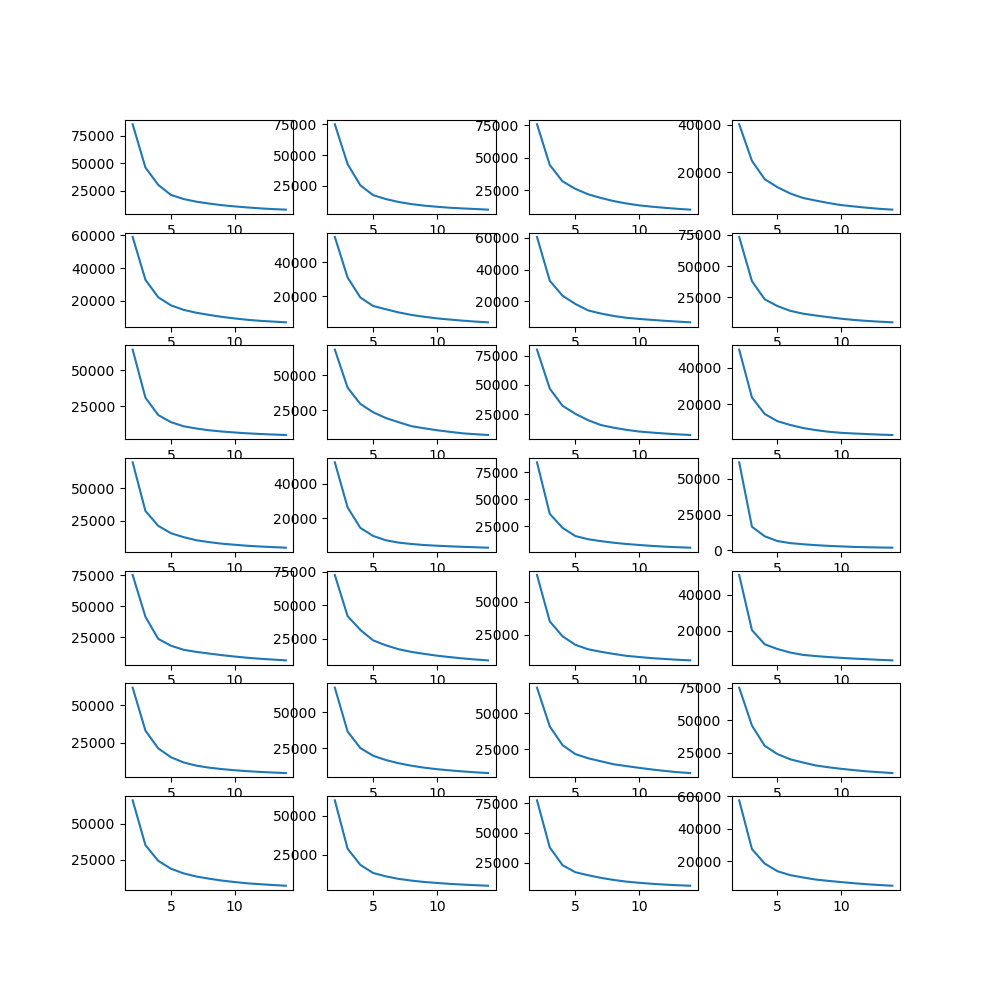 75000 75000 75000 40000
50000 50000 50000 20000
25000 25000 25000
5 10 5 10 5 10 5 10
60000 40000 60000 75000
40000 20000 40000 50000
20000 20000 25000
5 10 5 10 5 10 5 10
50000 50000 75000 40000
25000 25000 50000 20000
25000
5 10 5 10 5 10 5 10
50000 40000 75000 50000
25000 20000 50000 25000
25000 0
5 10 5 10 5 10 5 10
75000 75000 50000 40000
50000 50000 25000 20000
25000 25000
5 10 5 10 5 10 5 10
50000 50000 50000 75000
25000 25000 25000 50000
25000
5 10 5 10 5 10 5 10
50000 50000 75000 60000
25000 25000 50000 40000
25000 20000
5 10 5 10 5 10 5 10